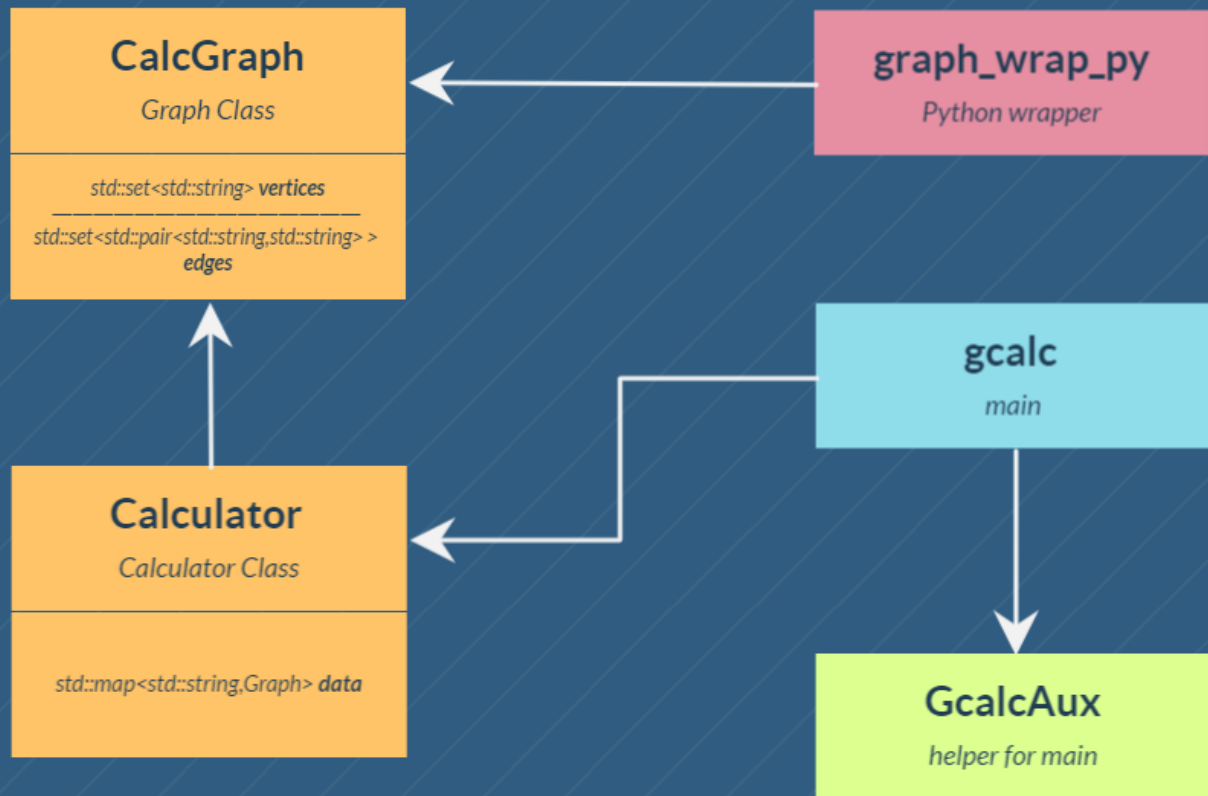 CalcGraph
Graph Class
std::set<std::string> vertices
std::set<std::pair<std::string,std::string> >
edges
graph_wrap_py
Python wrapper
gcalc
main
Calculator
Calculator Class
std::map<std::string,Graph> data
GcalcAux
helper for main